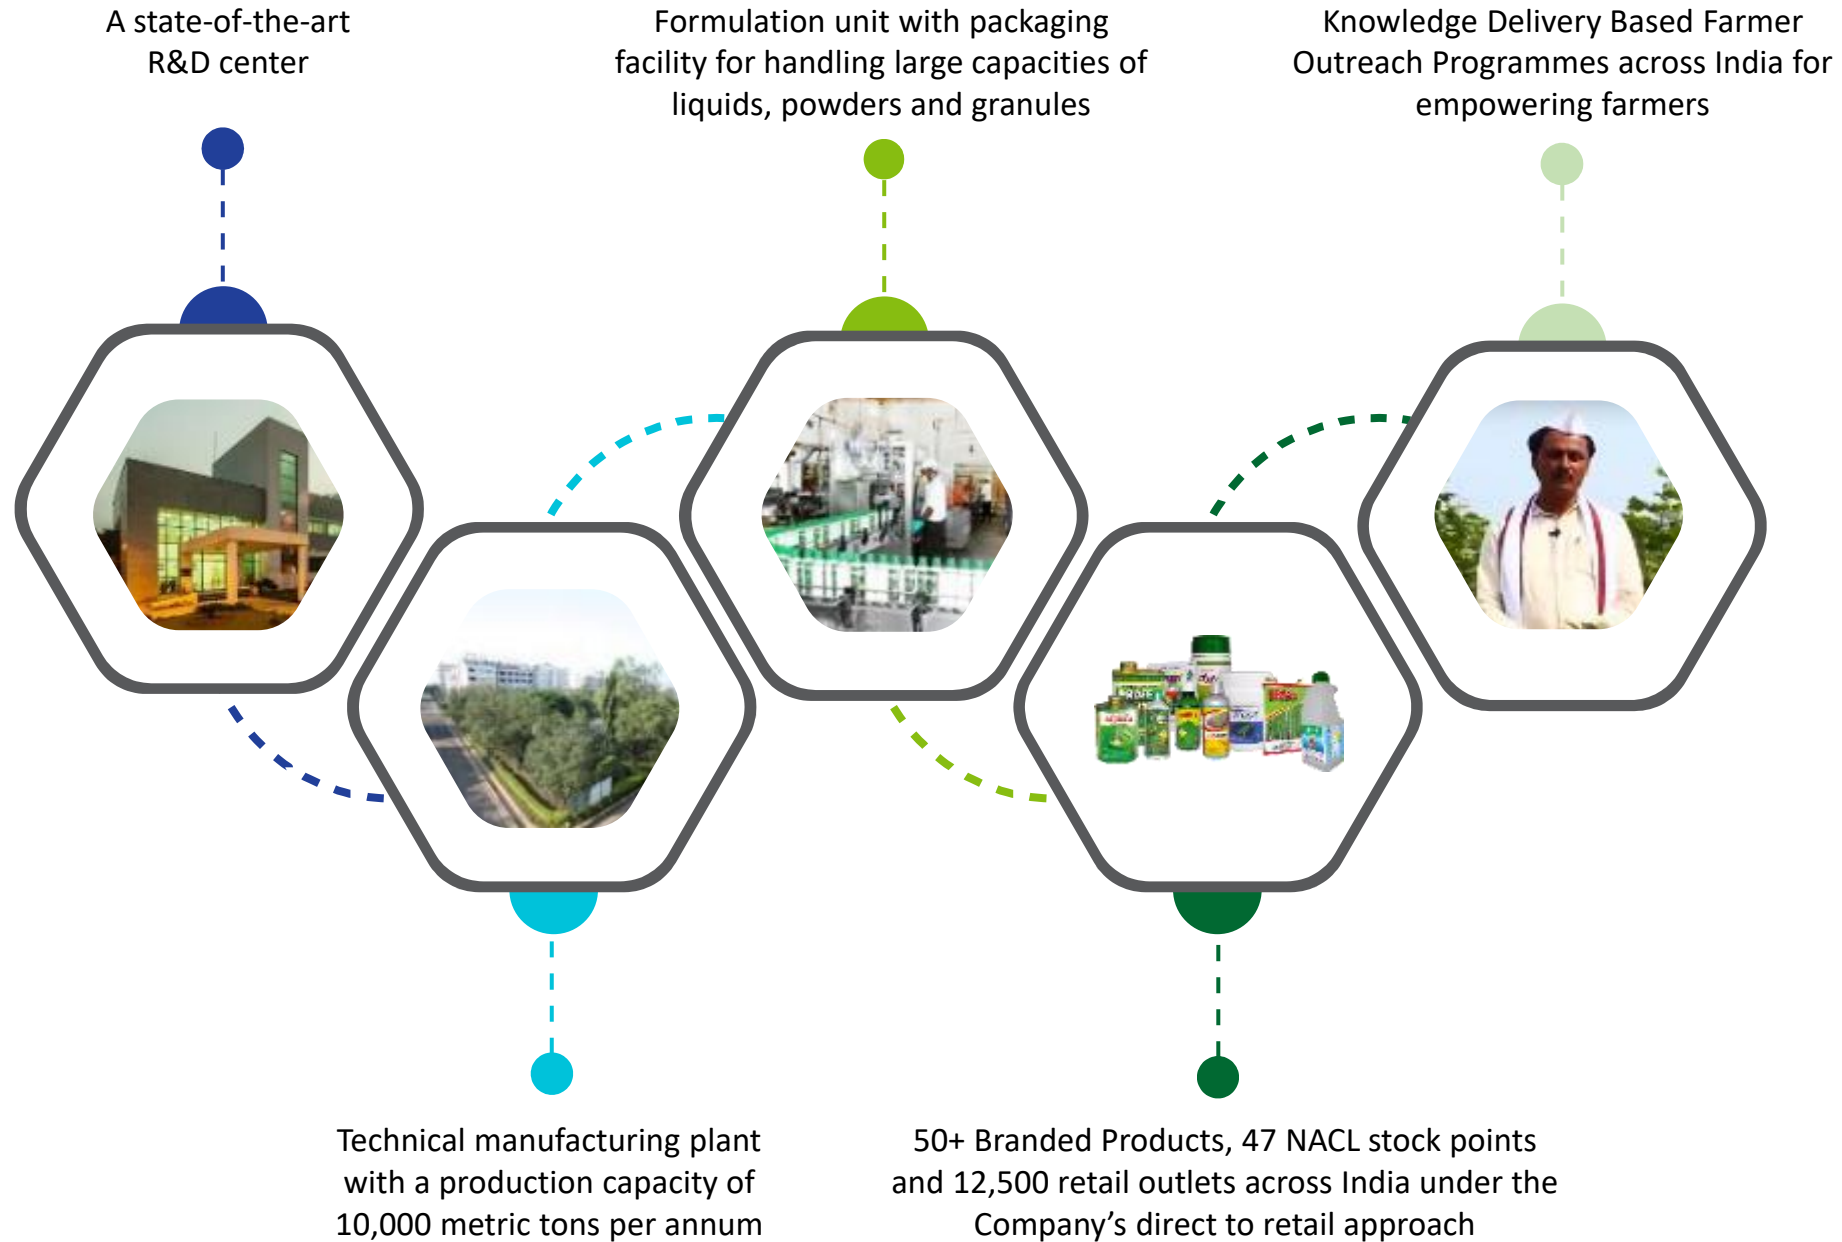 A state-of-the-art
R&D center
Formulation unit with packaging
facility for handling large capacities of
liquids, powders and granules
Knowledge Delivery Based Farmer
Outreach Programmes across India for
empowering farmers
Technical manufacturing plant
with a production capacity of
10,000 metric tons per annum
50+ Branded Products, 47 NACL stock points
and 12,500 retail outlets across India under the
Company’s direct to retail approach